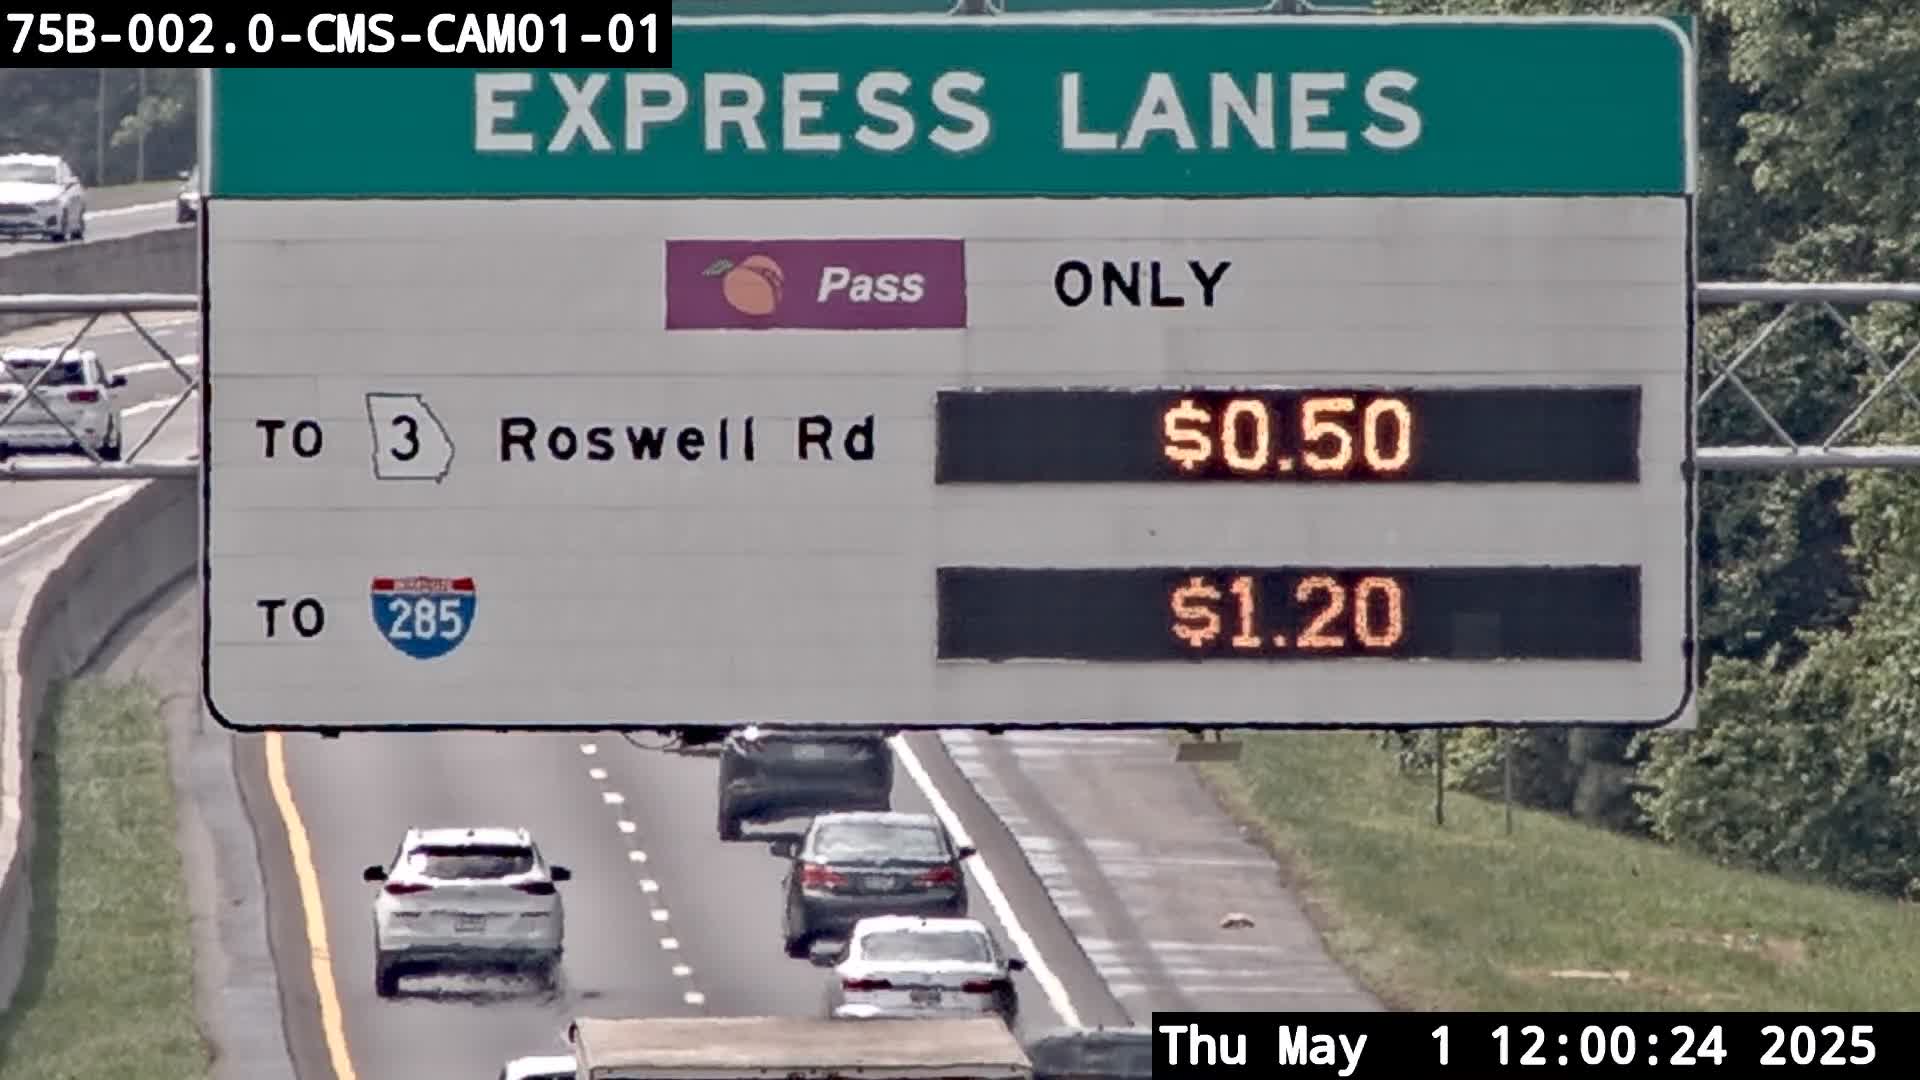 75B-002.0-CMS-CAM01-01
EXPRESS LANES
Pass ONLY
TO 3 Roswell Rd $0.50
INTERSTATE
TO 285 $1.20
Thu May 1 12:00:24 2025